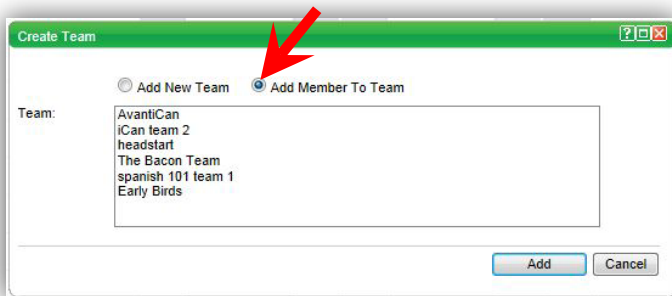 Create Team
Add New Team Add Member To Team
Team:
AvantiCan
iCan team 2
headstart
The Bacon Team
spanish 101 team 1
Early Birds
Add Cancel